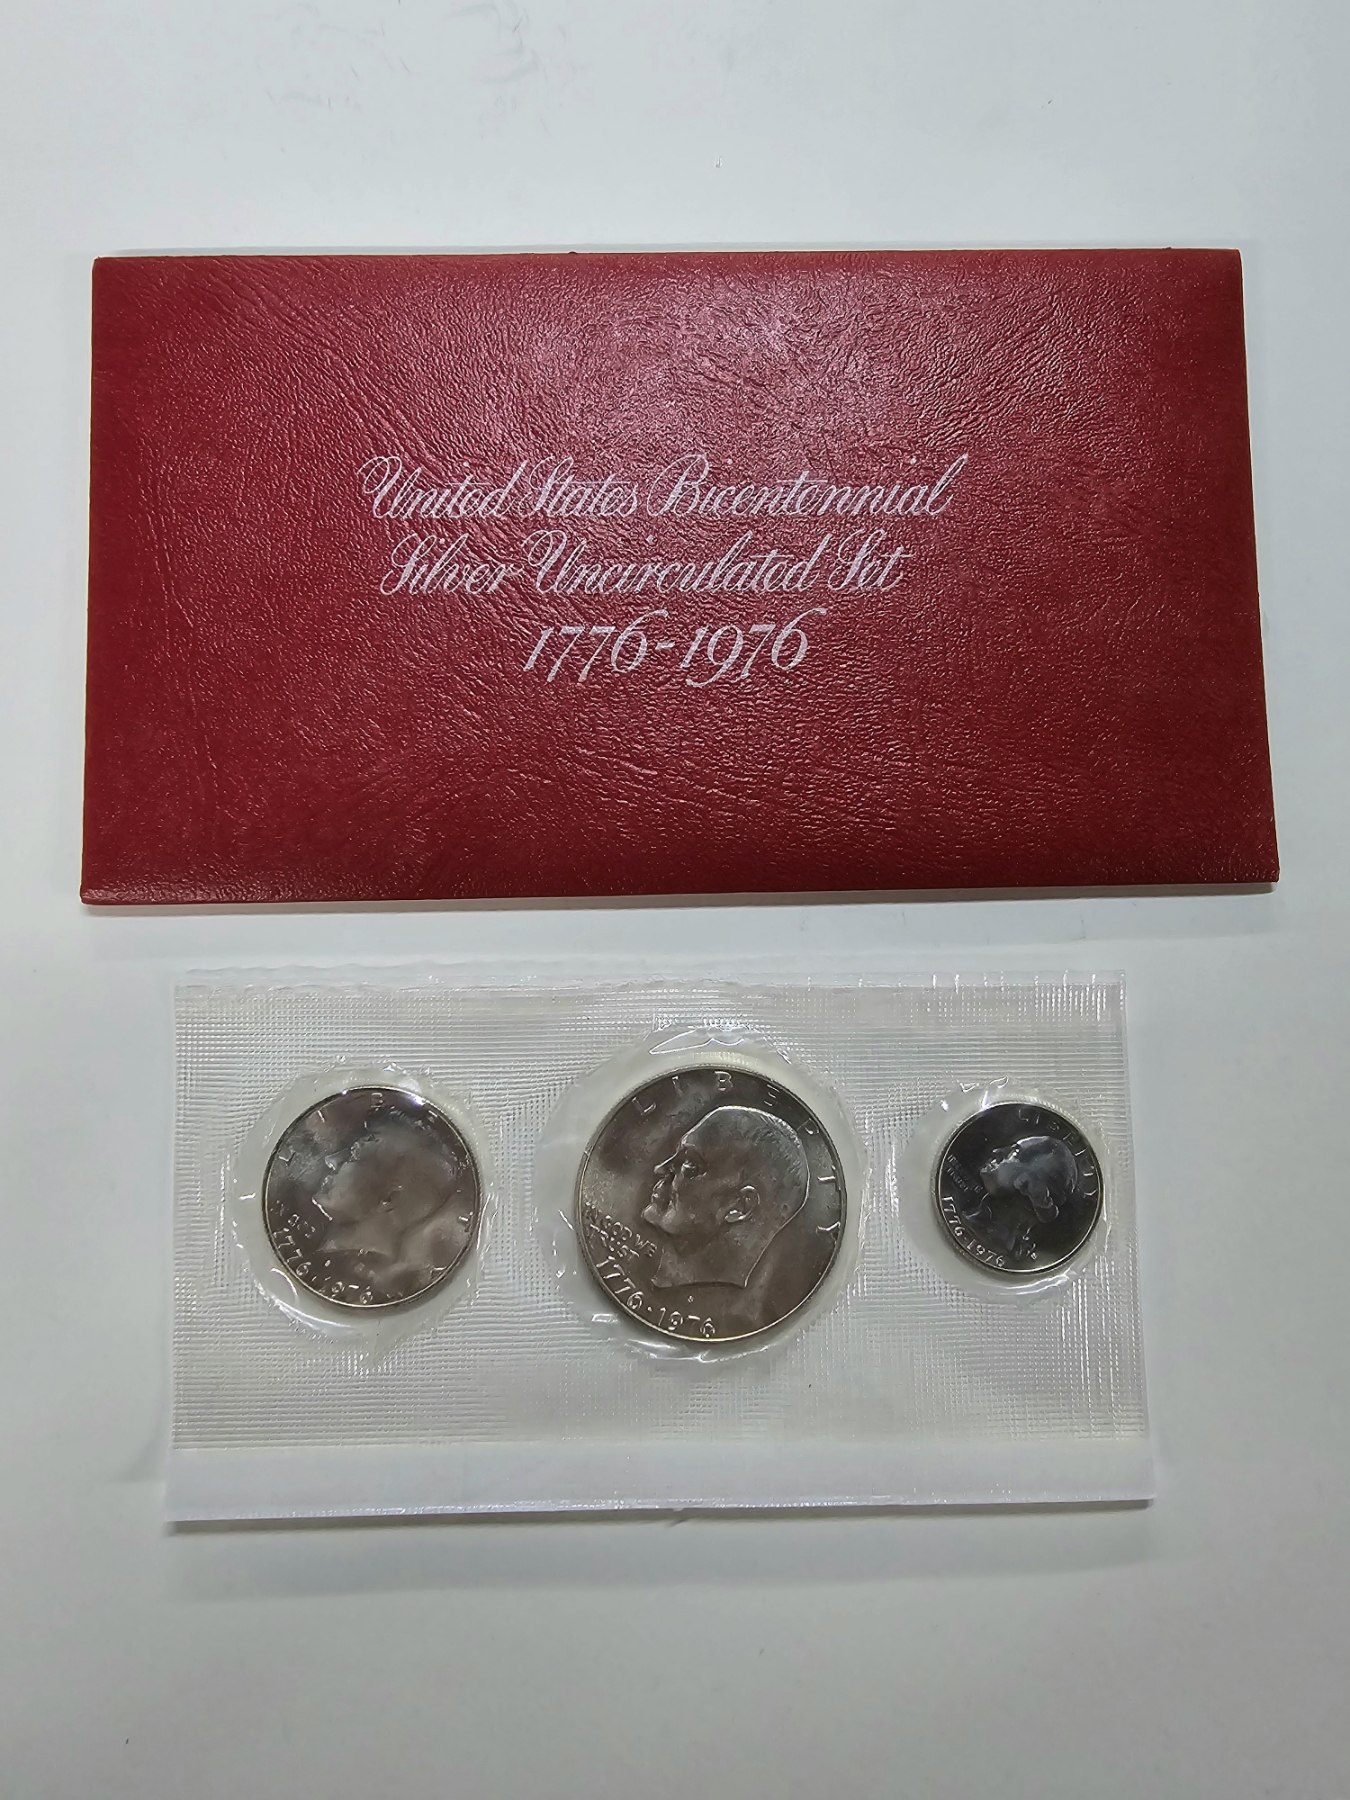 United States Bicentennial
Silver Uncirculated Set
1776-1976
LIBERTY
GOD
1776·1976
LIBERTY
IN GOD WE
TRUST
1776·1976
LIBERTY
1776-1976